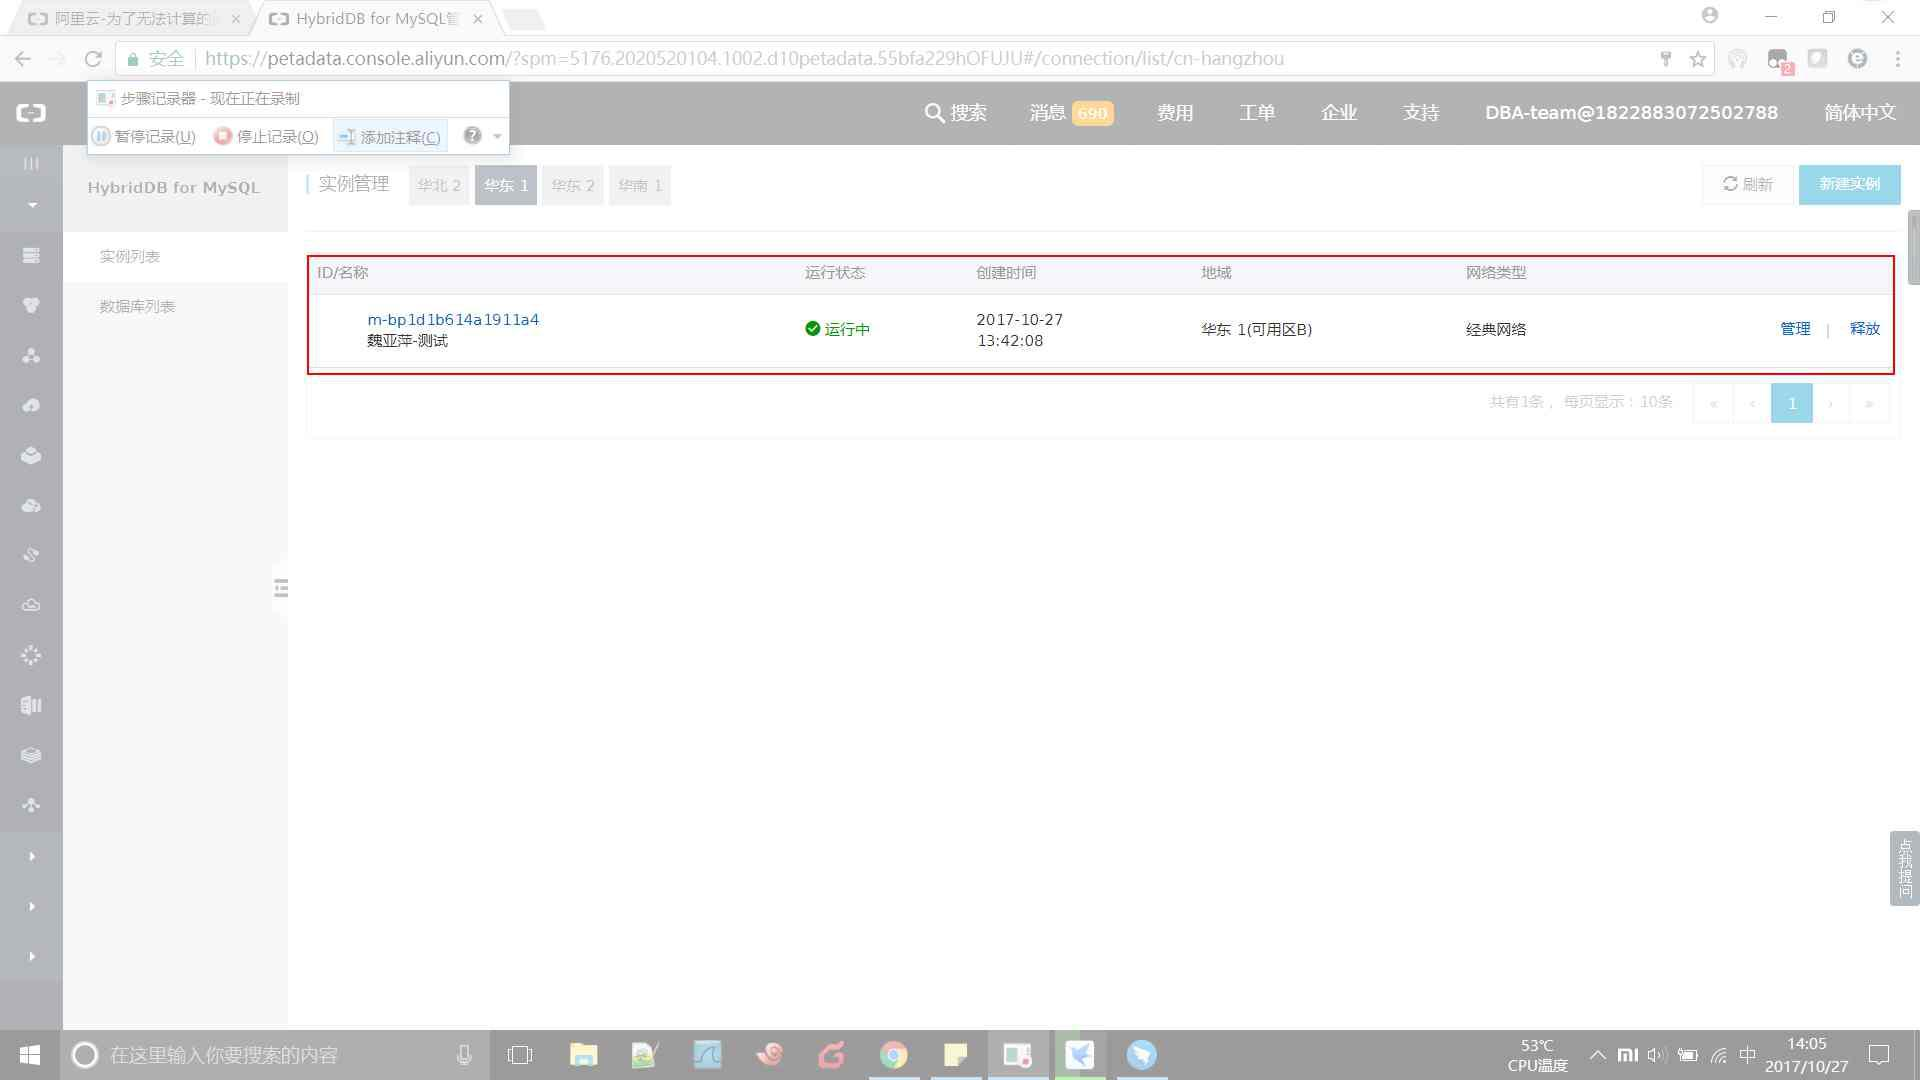 阿里云-为了无法计算的
HybridDB for MySQL管
安全
https://petadata.console.aliyun.com/?spm=5176.2020520104.1002.d10petadata.55bfa229hOFUJU#/connection/list/cn-hangzhou
2
步骤记录器 - 现在正在录制
暂停记录(U)
停止记录(O)
添加注释(C)
搜索
消息 690
费用
工单
企业
支持
DBA-team@1822883072502788
简体中文
HybridDB for MySQL
实例列表
数据库列表
实例管理
华北 2
华东 1
华东 2
华南 1
刷新
新建实例
ID/名称
运行状态
创建时间
地域
网络类型
m-bp1d1b614a1911a4
魏亚萍-测试
运行中
2017-10-27
13:42:08
华东 1(可用区B)
经典网络
管理 | 释放
共有1条， 每页显示：10条
« ‹ 1 › »
点我提问
在这里输入你要搜索的内容
53℃
CPU温度
中
14:05
2017/10/27